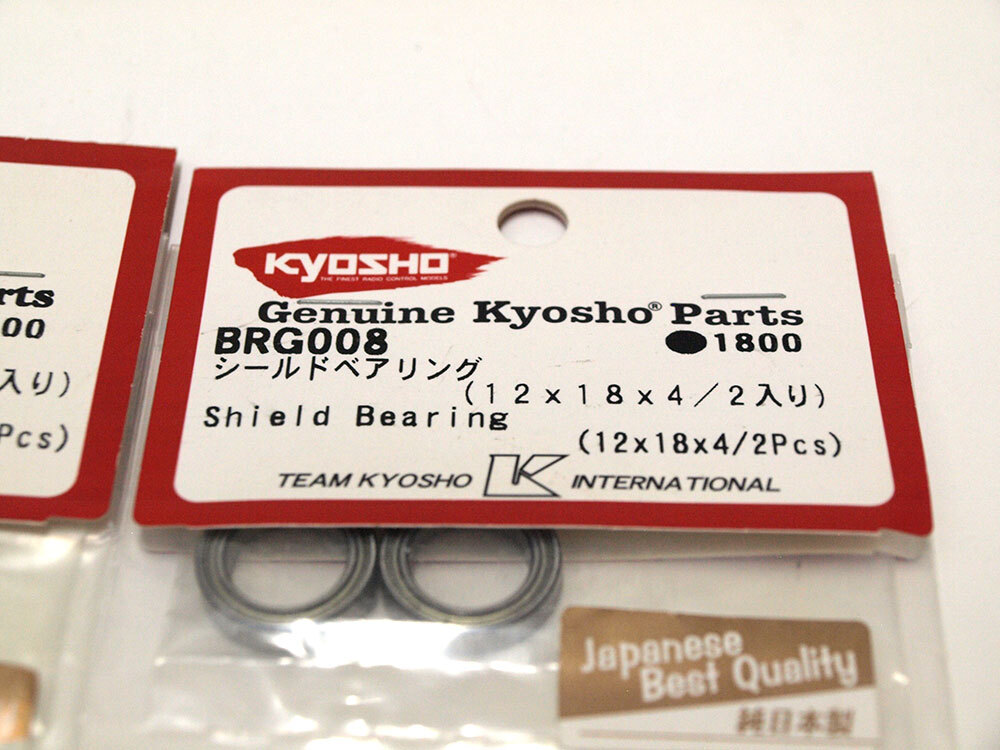 KYOSHO®
THE FINEST RADIO CONTROL MODELS
Genuine Kyosho® Parts
BRG008 ●1800
シールドベアリング
(12x18x4/2入り)
Shield Bearing
(12x18x4/2Pcs)
TEAM KYOSHO K INTERNATIONAL
Japanese
Best Quality
純日本製
rts
00
入り)
Pcs)